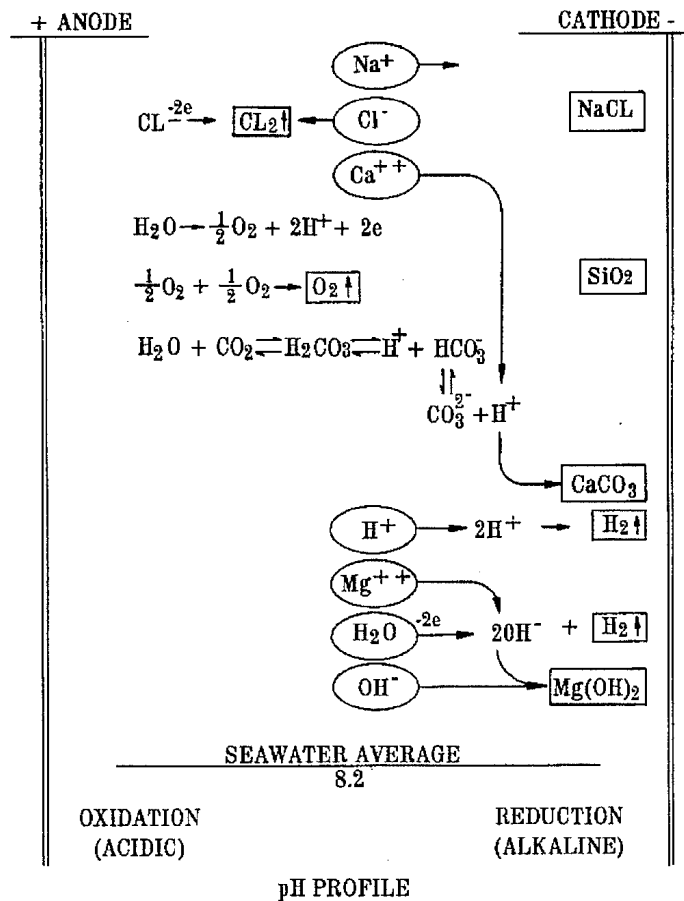 + ANODE CATHODE -
Na⁺
CL -2e → CL₂↑ ← Cl⁻ NaCL
Ca⁺⁺
H₂O → ½O₂ + 2H⁺ + 2e
½O₂ + ½O₂ → O₂↑ SiO₂
H₂O + CO₂ ⇌ H₂CO₃ ⇌ H⁺ + HCO₃⁻
⇌
CO₃²⁻ + H⁺
CaCO₃
H⁺ → 2H⁺ → H₂↑
Mg⁺⁺
H₂O -2e → 2OH⁻ + H₂↑
OH⁻ → Mg(OH)₂
SEAWATER AVERAGE
8.2
OXIDATION REDUCTION
(ACIDIC) (ALKALINE)
pH PROFILE